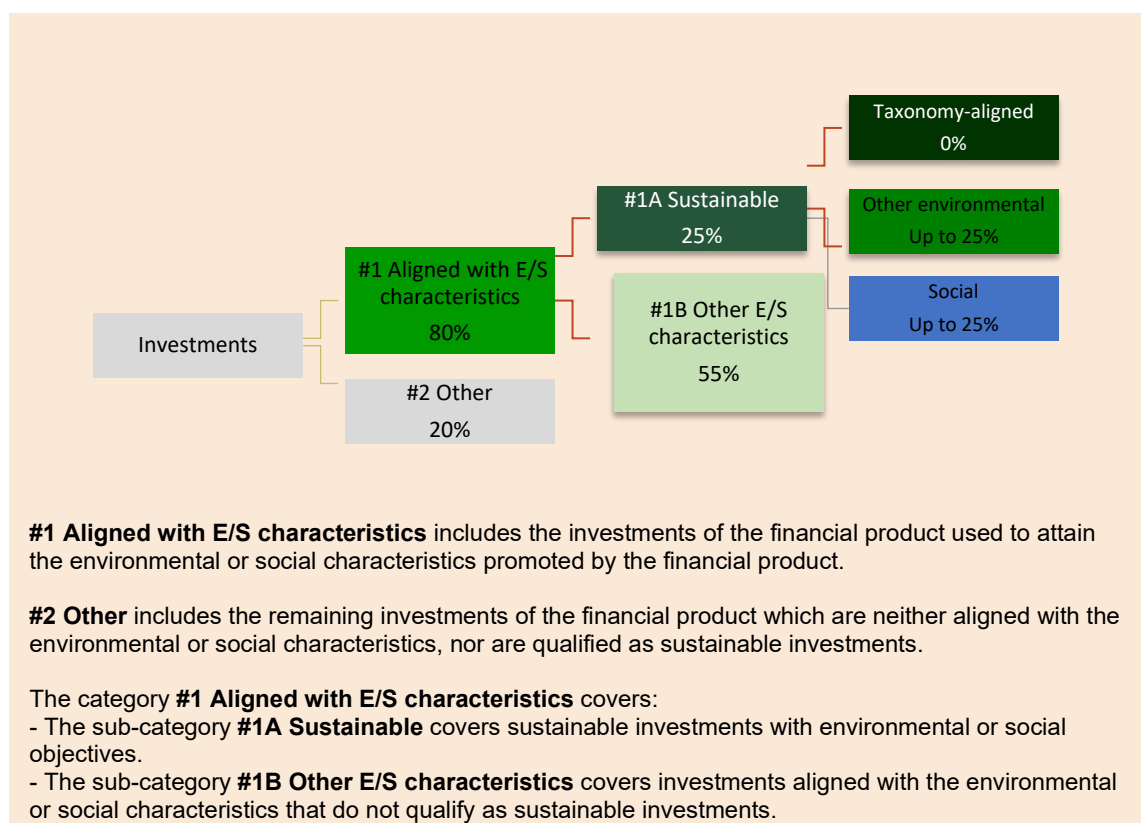 Taxonomy-aligned
0%
#1A Sustainable
25%
Other environmental
Up to 25%
#1 Aligned with E/S
characteristics
80%
#1B Other E/S
characteristics
55%
Social
Up to 25%
Investments
#2 Other
20%
#1 Aligned with E/S characteristics includes the investments of the financial product used to attain
the environmental or social characteristics promoted by the financial product.
#2 Other includes the remaining investments of the financial product which are neither aligned with the
environmental or social characteristics, nor are qualified as sustainable investments.
The category #1 Aligned with E/S characteristics covers:
- The sub-category #1A Sustainable covers sustainable investments with environmental or social
objectives.
- The sub-category #1B Other E/S characteristics covers investments aligned with the environmental
or social characteristics that do not qualify as sustainable investments.